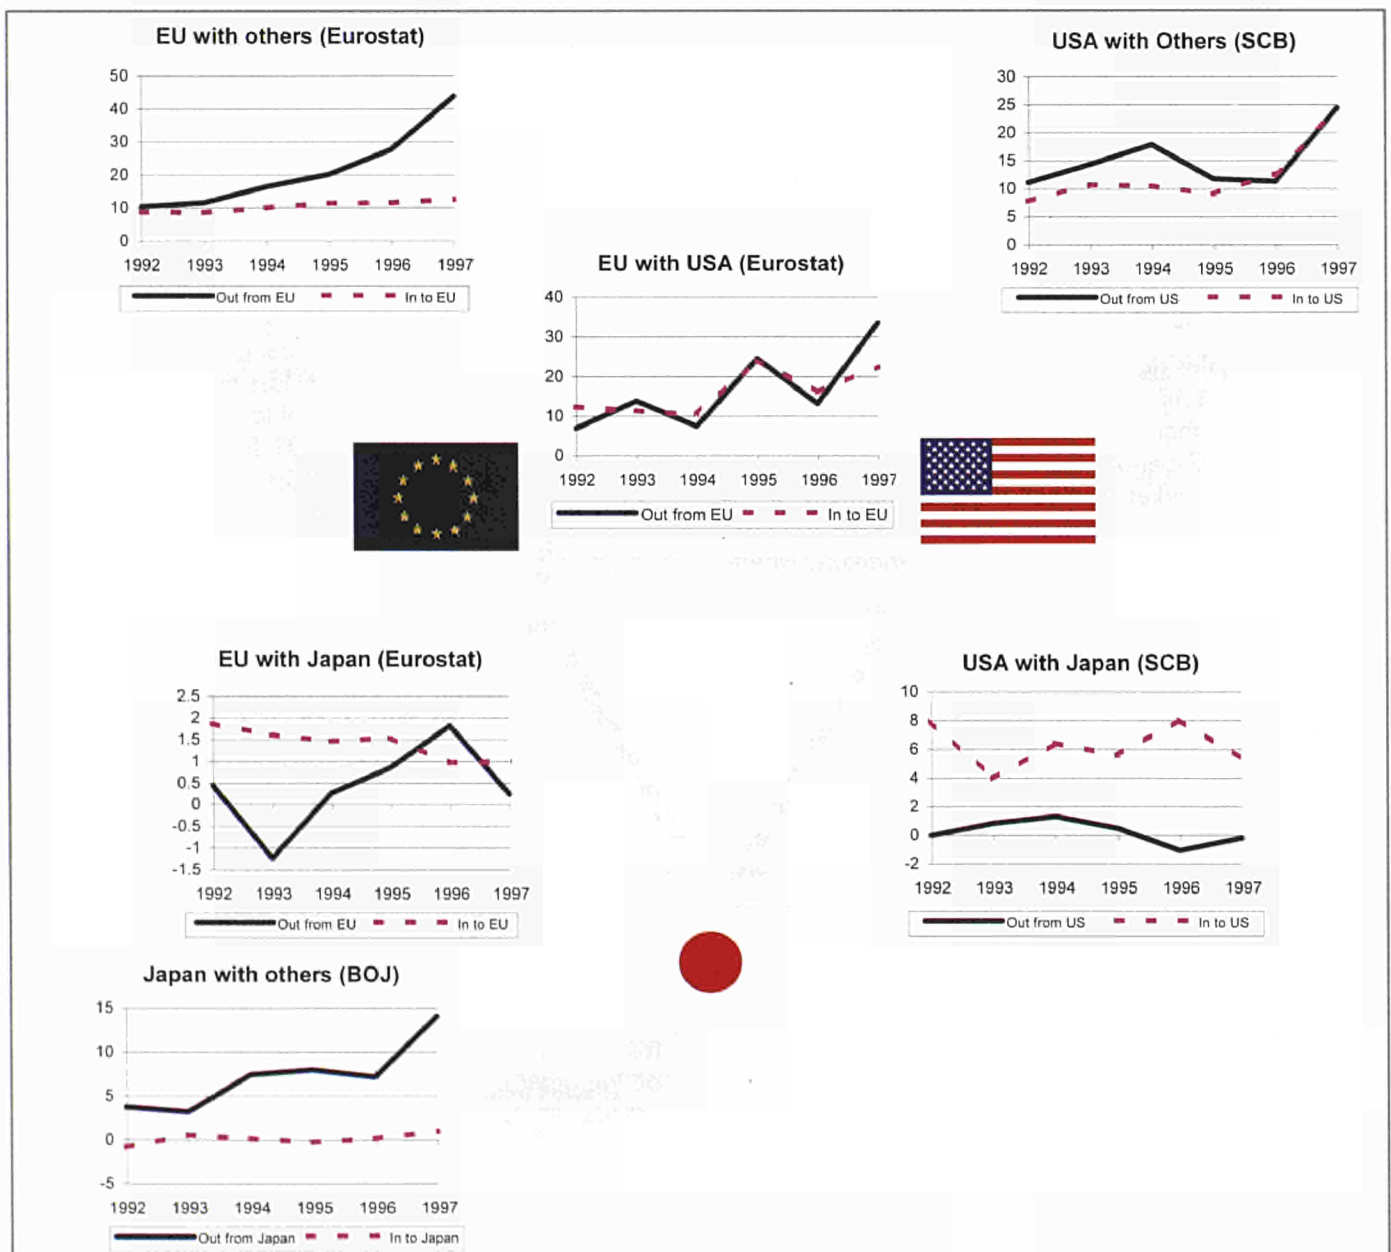 EU with others (Eurostat)
50
40
30
20
10
0
1992 1993 1994 1995 1996 1997
Out from EU In to EU
USA with Others (SCB)
30
25
20
15
10
5
0
1992 1993 1994 1995 1996 1997
Out from US In to US
EU with USA (Eurostat)
40
30
20
10
0
1992 1993 1994 1995 1996 1997
Out from EU In to EU
EU with Japan (Eurostat)
2.5
2
1.5
1
0.5
0
-0.5
-1
-1.5
1992 1993 1994 1995 1996 1997
Out from EU In to EU
USA with Japan (SCB)
10
8
6
4
2
0
-2
1992 1993 1994 1995 1996 1997
Out from US In to US
Japan with others (BOJ)
15
10
5
0
-5
1992 1993 1994 1995 1996 1997
Out from Japan In to Japan